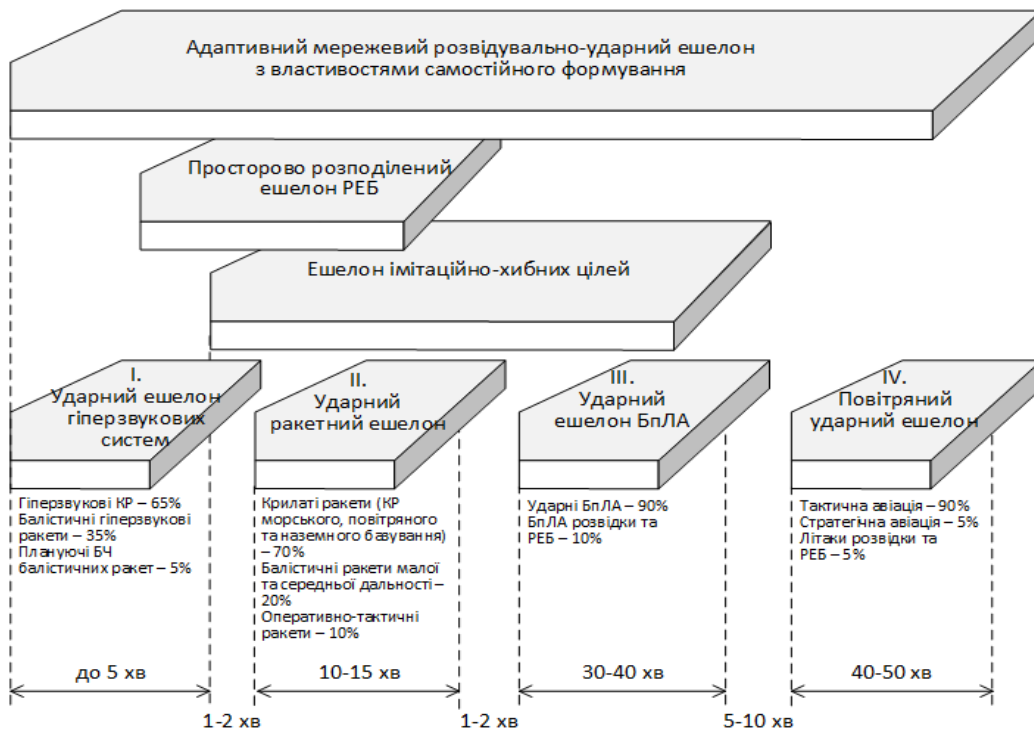 Адаптивний мережевий розвідувально-ударний ешелон
з властивостями самостійного формування
Просторово розподілений
ешелон РЕБ
Ешелон імітаційно-хибних цілей
I.
Ударний ешелон
гіперзвукових
систем
II.
Ударний
ракетний ешелон
III.
Ударний
ешелон БпЛА
IV.
Повітряний
ударний ешелон
Гіперзвукові КР – 65%
Балістичні гіперзвукові
ракети – 35%
Плануючі БЧ
балістичних ракет – 5%
Крилаті ракети (КР
морського, повітряного
та наземного базування)
– 70%
Балістичні ракети малої
та середньої дальності –
20%
Оперативно-тактичні
ракети – 10%
Ударні БпЛА – 90%
БпЛА розвідки та
РЕБ – 10%
Тактична авіація – 90%
Стратегічна авіація – 5%
Літаки розвідки та
РЕБ – 5%
до 5 хв
10-15 хв
30-40 хв
40-50 хв
1-2 хв
1-2 хв
5-10 хв